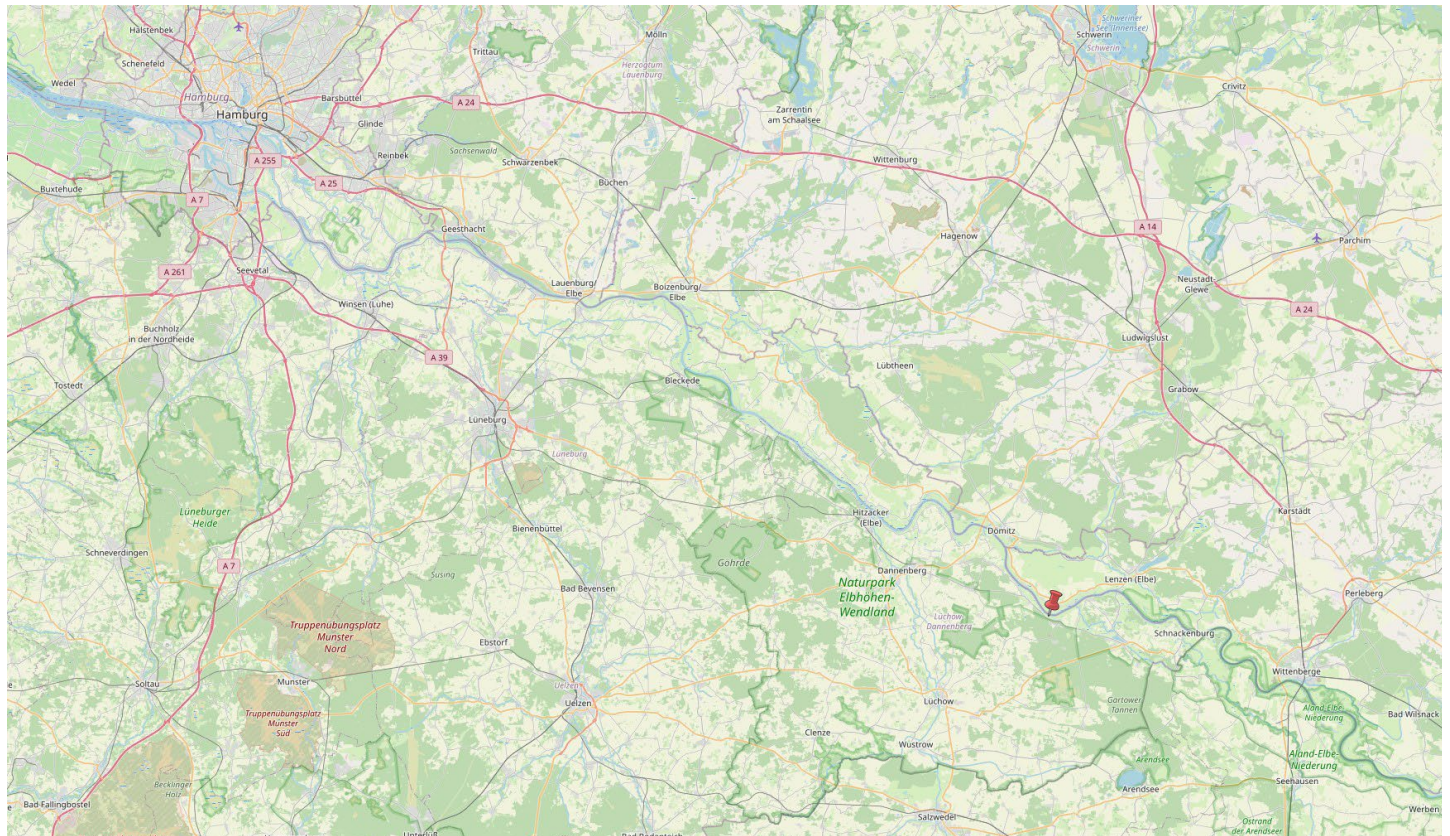 Halstenbek
Schenefeld
Wedel
Hamburg
Hamburg
Barsbüttel
Glinde
Reinbek
Trittau
Mölln
Herzogtum
Lauenburg
Schweriner
See (Innensee)
Schwerin
Schwerin
Crivitz
A 24
Zarrentin
am Schaalsee
Sachsenwald
Schwarzenbek
Wittenburg
A 255
A 25
A 7
Buxtehude
Büchen
Geesthacht
Hagenow
A 14
Parchim
A 261
Seevetal
Winsen (Luhe)
Lauenburg/
Elbe
Boizenburg/
Elbe
Neustadt-
Glewe
A 24
Buchholz
in der Nordheide
A 39
Ludwigslust
Lübtheen
Tostedt
Bleckede
Grabow
Lüneburg
Lüneburg
Lüneburger
Heide
Schneverdingen
A 7
Bienenbüttel
Hitzacker
(Elbe)
Dömitz
Karstädt
Göhrde
Süsing
Bad Bevensen
Dannenberg
Naturpark
Elbhöhen-
Wendland
Lenzen (Elbe)
Perleberg
Lüchow
Dannenberg
Truppenübungsplatz
Munster
Nord
Ebstorf
Schnackenburg
Wittenberge
Soltau
Munster
Uelzen
Uelzen
Lüchow
Gartower
Tannen
Aland-Elbe-
Niederung
Bad Wilsnack
Truppenübungsplatz
Munster
Süd
Clenze
Wustrow
Aland-Elbe-
Niederung
Becklinger
Holz
Arendsee
Arendsee
Seehausen
Bad Fallingbostel
Salzwedel
Werben
Ostrand
der Arendseer
Unterlüß
Bad Bodenteich